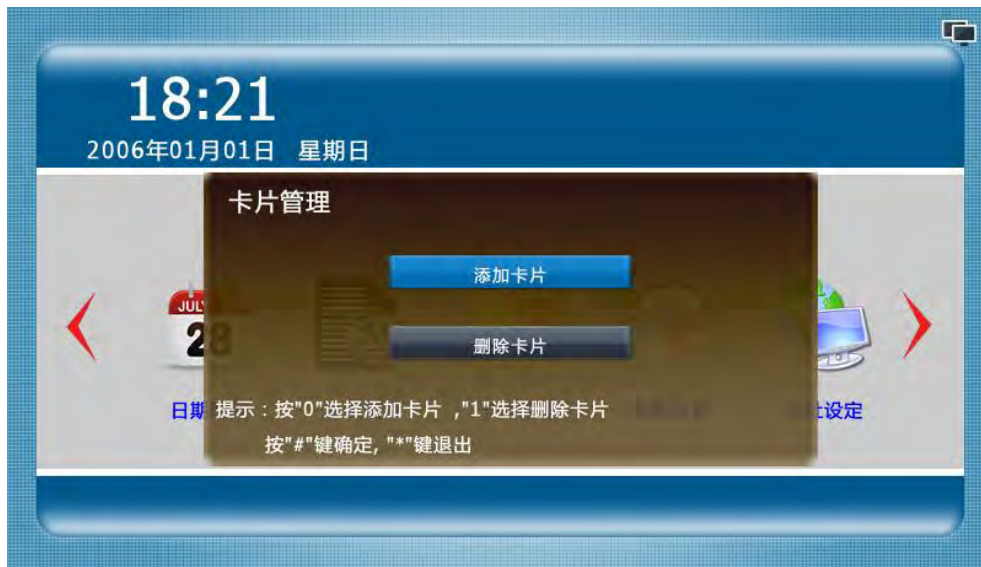 18:21
2006年01月01日 星期日
卡片管理
添加卡片
JULY
28
删除卡片
日期
提示：按"0"选择添加卡片 ,"1"选择删除卡片
设定
按"#"键确定, "*"键退出